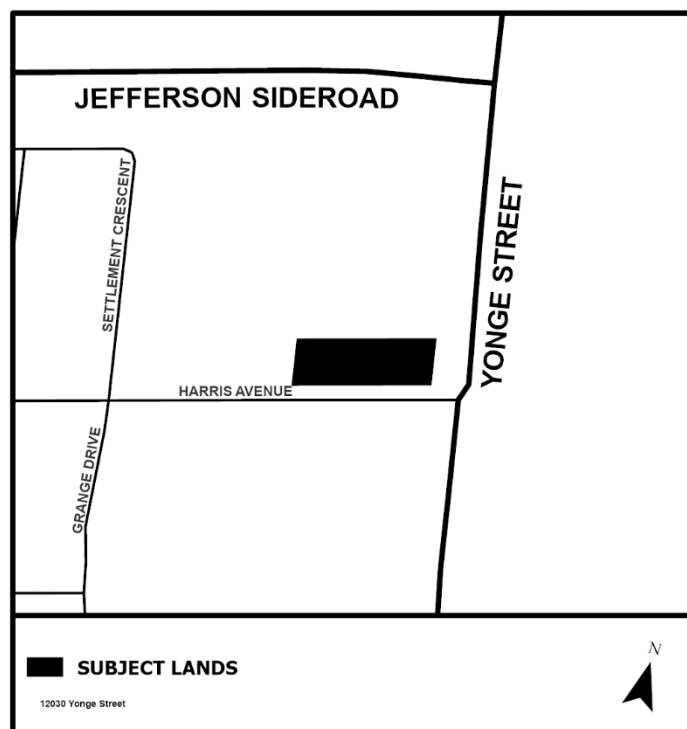 JEFFERSON SIDEROAD
SETTLEMENT CRESCENT
YONGE STREET
HARRIS AVENUE
GRANGE DRIVE
SUBJECT LANDS
N
12030 Yonge Street